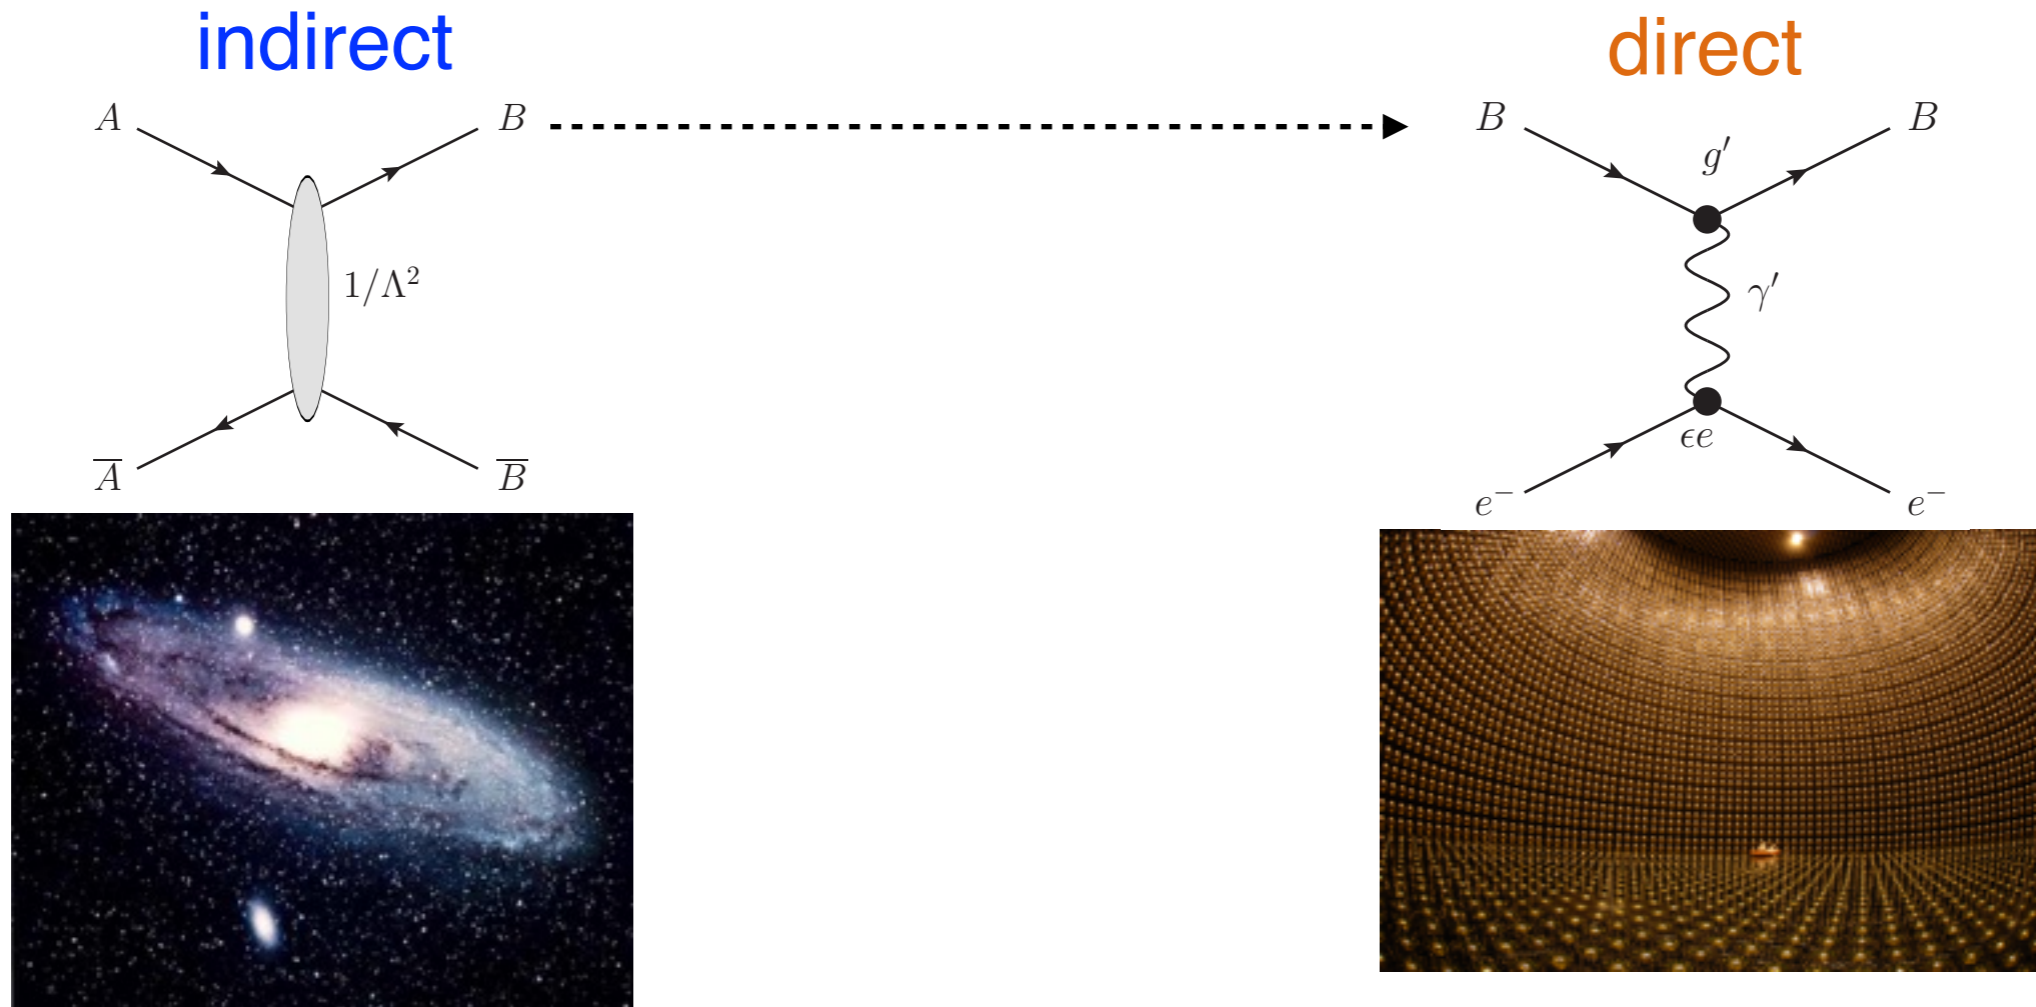 indirect
direct
A
B
1/Λ²
A̅
B̅
B
B
g′
γ′
ϵe
e⁻
e⁻